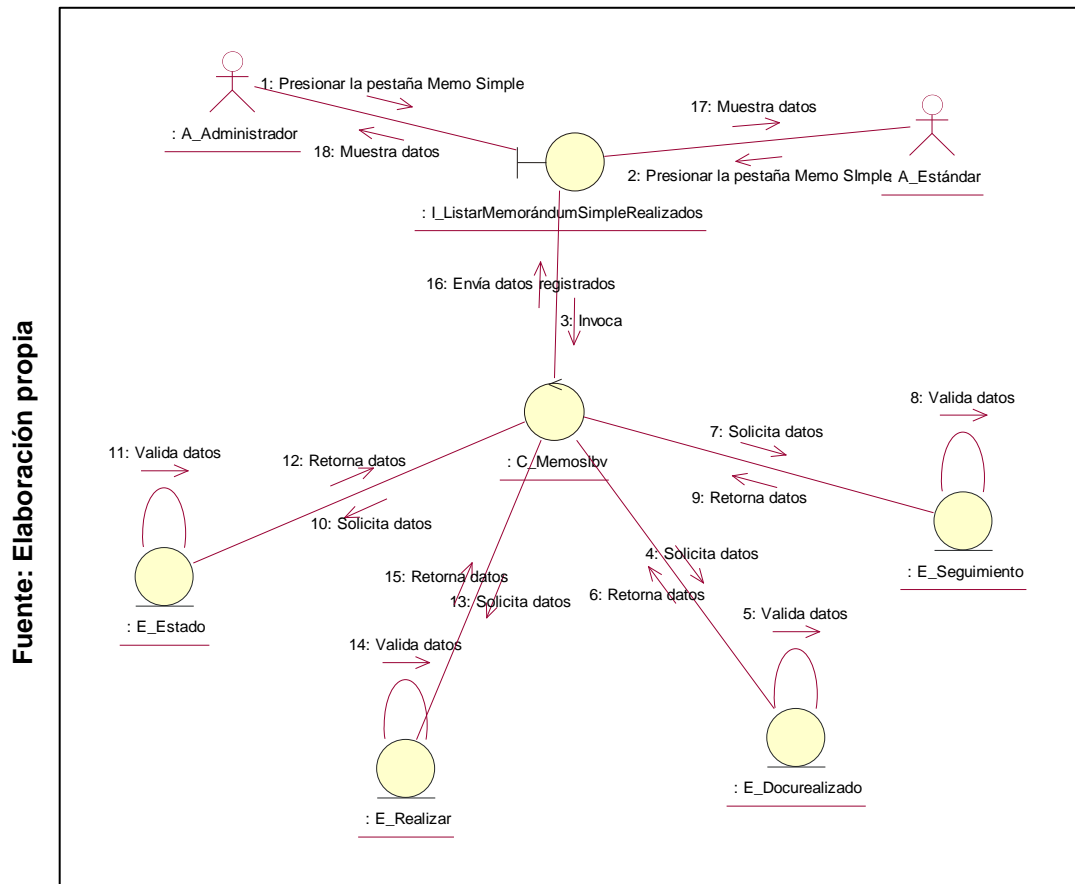 Fuente: Elaboración propia
1: Presionar la pestaña Memo Simple
: A_Administrador
18: Muestra datos
17: Muestra datos
2: Presionar la pestaña Memo SImple
: A_Estándar
: I_ListarMemorándumSimpleRealizados
16: Envía datos registrados
3: Invoca
: C_MemosIbv
7: Solicita datos
9: Retorna datos
8: Valida datos
: E_Seguimiento
11: Valida datos
12: Retorna datos
10: Solicita datos
: E_Estado
4: Solicita datos
6: Retorna datos
5: Valida datos
: E_Docurealizado
15: Retorna datos
13: Solicita datos
14: Valida datos
: E_Realizar